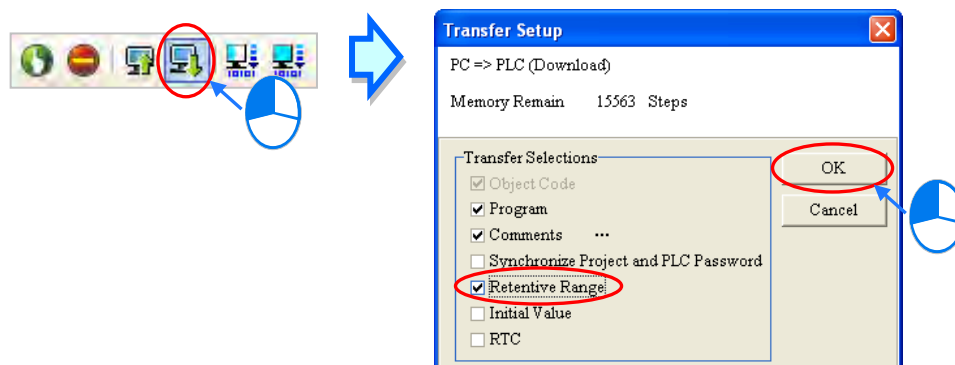 Transfer Setup
PC => PLC (Download)
Memory Remain 15563 Steps
Transfer Selections
Object Code
Program
Comments ...
Synchronize Project and PLC Password
Retentive Range
Initial Value
RTC
OK
Cancel